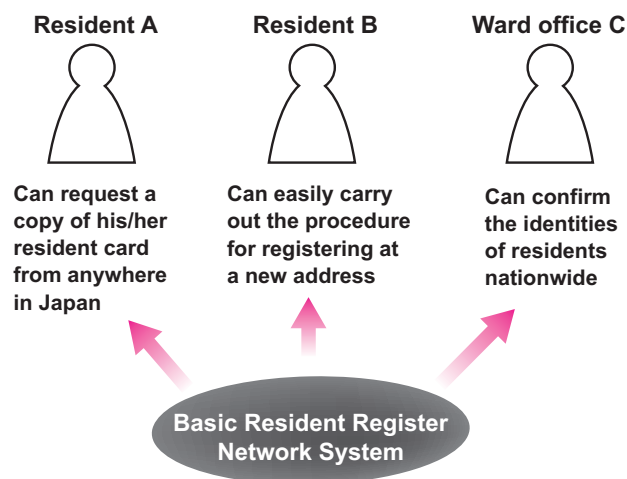 Resident A
Can request a
copy of his/her
resident card
from anywhere
in Japan
Resident B
Can easily carry
out the procedure
for registering at
a new address
Ward office C
Can confirm
the identities
of residents
nationwide
Basic Resident Register
Network System